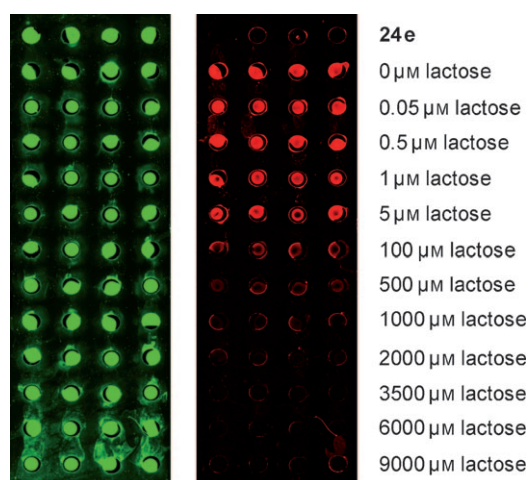 24e
0 µM lactose
0.05 µM lactose
0.5 µM lactose
1 µM lactose
5 µM lactose
100 µM lactose
500 µM lactose
1000 µM lactose
2000 µM lactose
3500 µM lactose
6000 µM lactose
9000 µM lactose